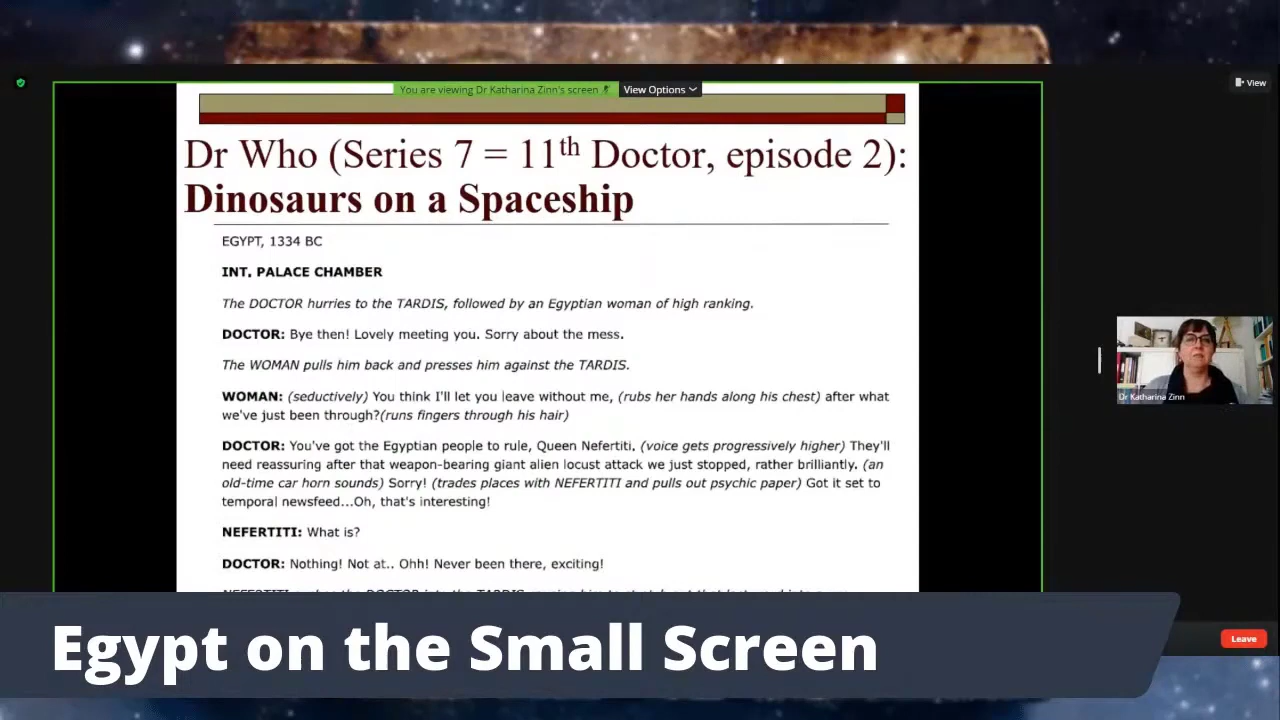 You are viewing Dr Katharina Zinn's screen
View Options
View
Dr Who (Series 7 = 11th Doctor, episode 2):
Dinosaurs on a Spaceship
EGYPT, 1334 BC
INT. PALACE CHAMBER
The DOCTOR hurries to the TARDIS, followed by an Egyptian woman of high ranking.
DOCTOR: Bye then! Lovely meeting you. Sorry about the mess.
The WOMAN pulls him back and presses him against the TARDIS.
WOMAN: (seductively) You think I'll let you leave without me, (rubs her hands along his chest) after what
we've just been through?(runs fingers through his hair)
DOCTOR: You've got the Egyptian people to rule, Queen Nefertiti. (voice gets progressively higher) They'll
need reassuring after that weapon-bearing giant alien locust attack we just stopped, rather brilliantly. (an
old-time car horn sounds) Sorry! (trades places with NEFERTITI and pulls out psychic paper) Got it set to
temporal newsfeed...Oh, that's interesting!
NEFERTITI: What is?
DOCTOR: Nothing! Not at.. Ohh! Never been there, exciting!
Dr Katharina Zinn
Leave
Egypt on the Small Screen